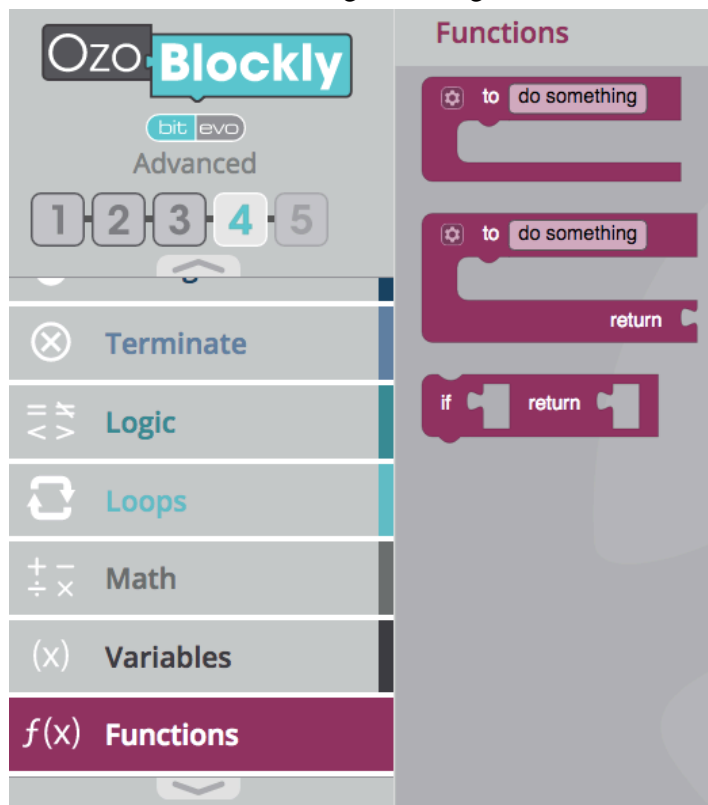 Ozo Blockly
bit evo
Advanced
1 2 3 4 5
Terminate
Logic
Loops
Math
(x) Variables
f(x) Functions
Functions
to do something
to do something
return
if return